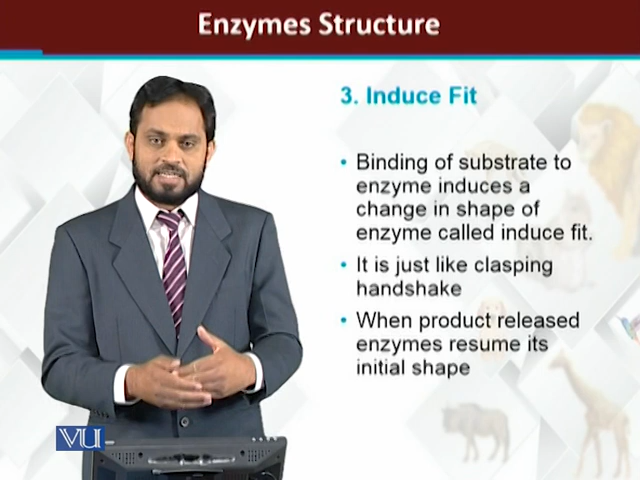 Enzymes Structure
3. Induce Fit
• Binding of substrate to
enzyme induces a
change in shape of
enzyme called induce fit.
• It is just like clasping
handshake
• When product released
enzymes resume its
initial shape
VU